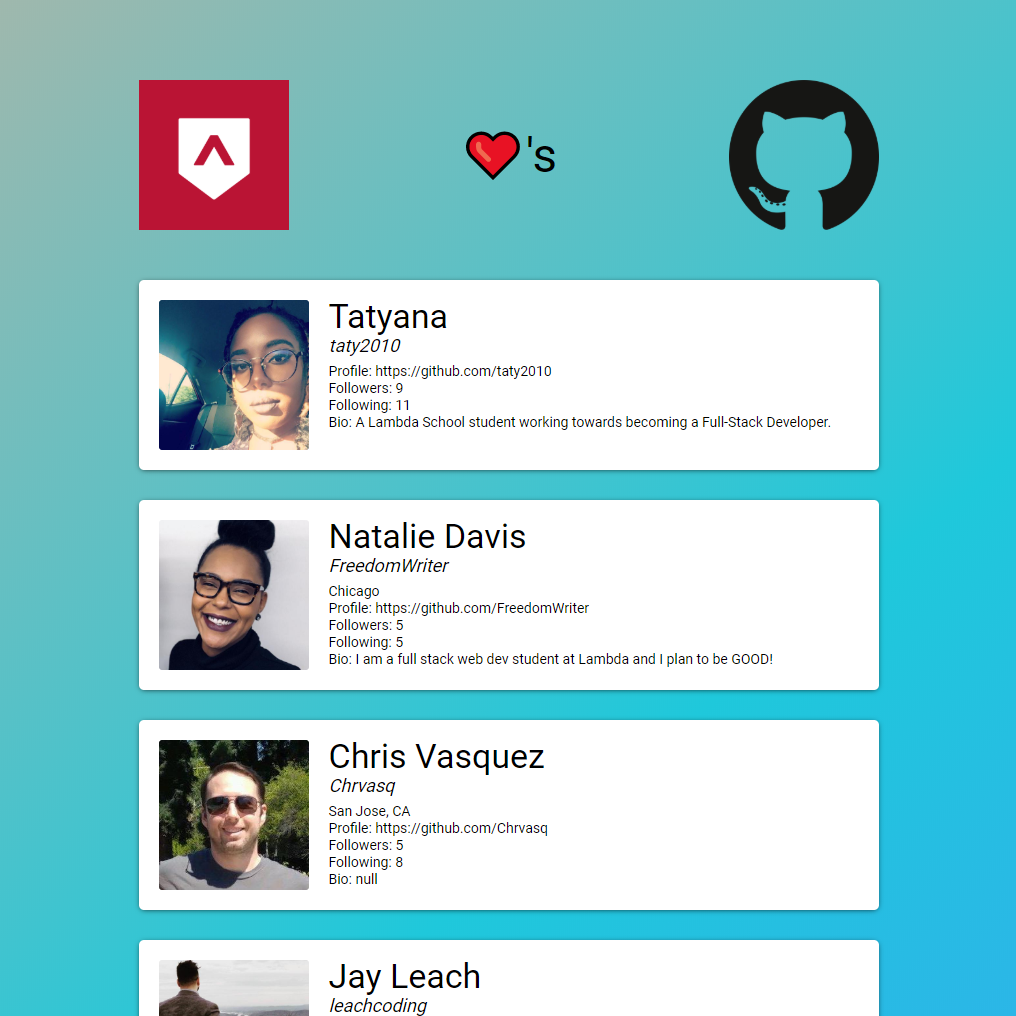 's
Tatyana
taty2010
Profile: https://github.com/taty2010
Followers: 9
Following: 11
Bio: A Lambda School student working towards becoming a Full-Stack Developer.
Natalie Davis
FreedomWriter
Chicago
Profile: https://github.com/FreedomWriter
Followers: 5
Following: 5
Bio: I am a full stack web dev student at Lambda and I plan to be GOOD!
Chris Vasquez
Chrvasq
San Jose, CA
Profile: https://github.com/Chrvasq
Followers: 5
Following: 8
Bio: null
Jay Leach
leachcoding